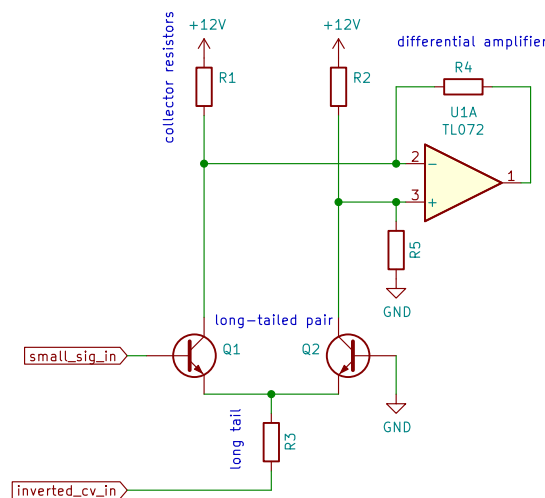 +12V
+12V
collector resistors
R1
R2
differential amplifier
R4
U1A
TL072
2
−
1
3
+
R5
GND
long-tailed pair
small_sig_in
Q1
Q2
long tail
R3
GND
inverted_cv_in